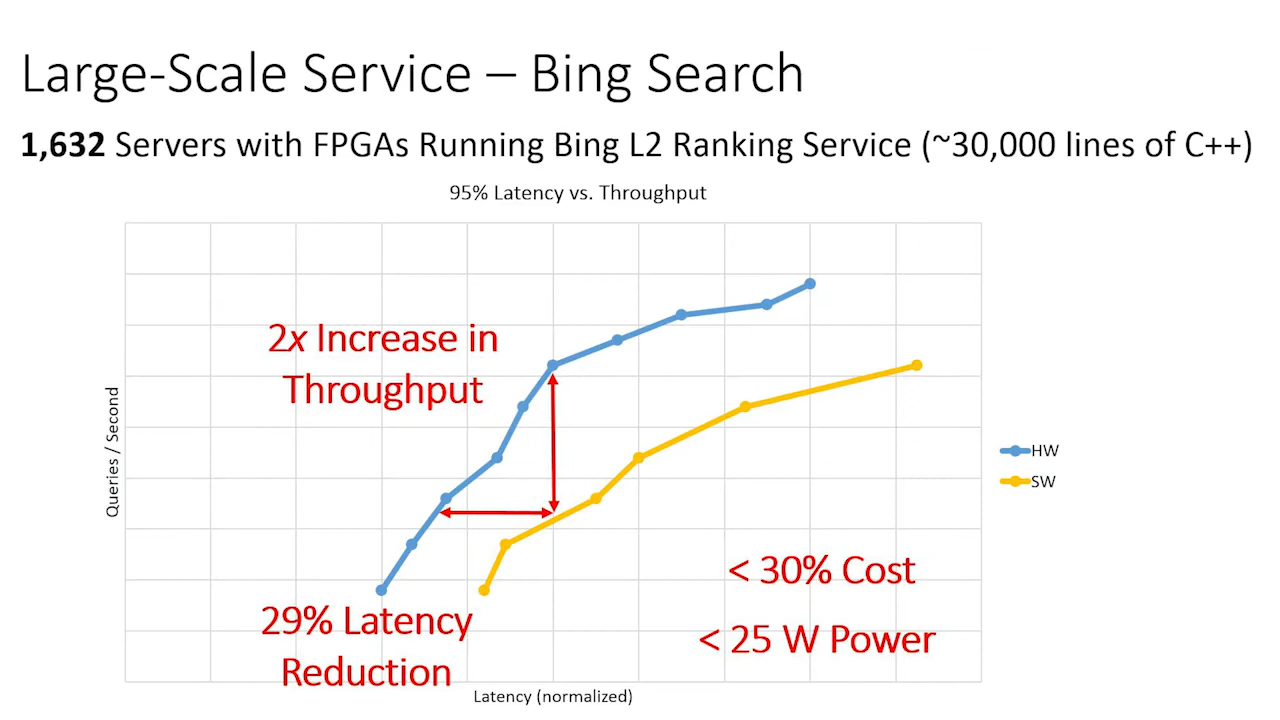 Large-Scale Service – Bing Search
1,632 Servers with FPGAs Running Bing L2 Ranking Service (~30,000 lines of C++)
95% Latency vs. Throughput
2x Increase in
Throughput
Queries / Second
HW
SW
< 30% Cost
29% Latency
Reduction
< 25 W Power
Latency (normalized)